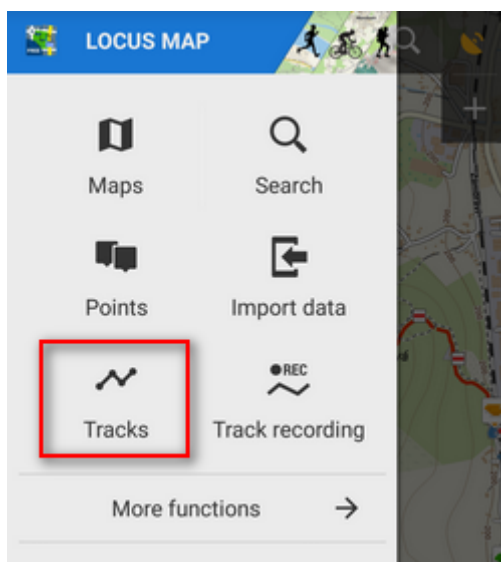 LOCUS MAP
Maps
Search
Points
Import data
REC
Tracks
Track recording
More functions